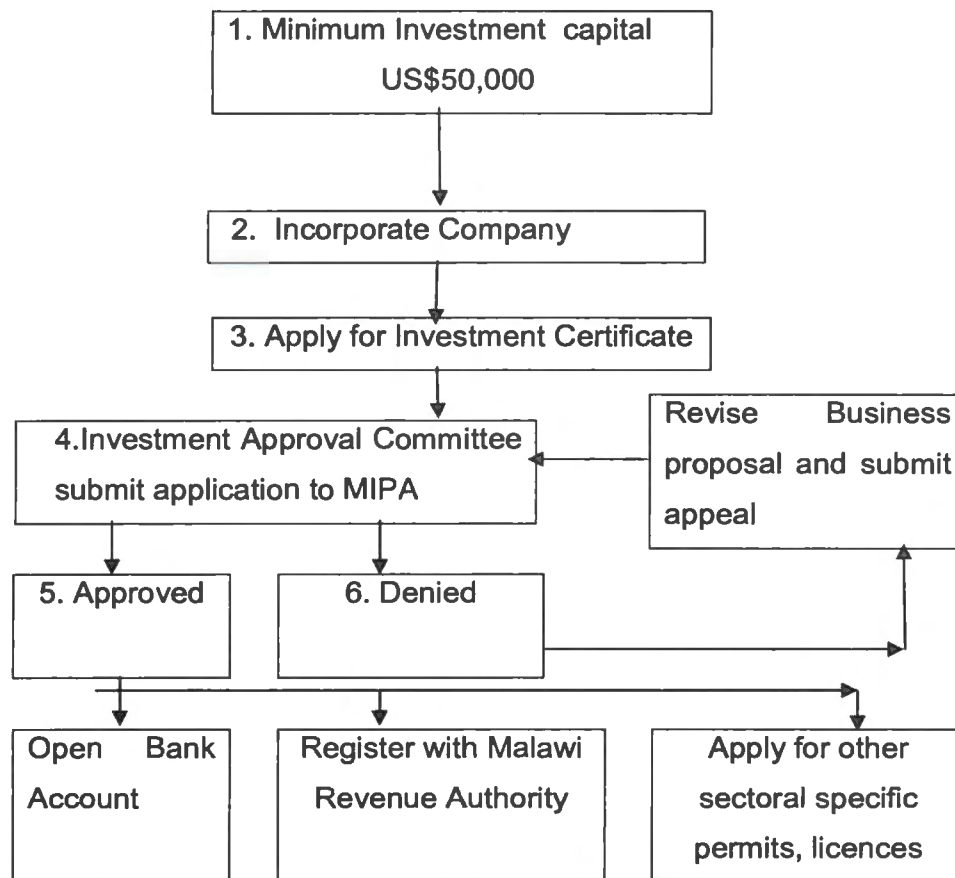 1. Minimum Investment capital
US$50,000
2. Incorporate Company
3. Apply for Investment Certificate
4.Investment Approval Committee
submit application to MIPA
Revise Business
proposal and submit
appeal
5. Approved
6. Denied
Open Bank
Account
Register with Malawi
Revenue Authority
Apply for other
sectoral specific
permits, licences